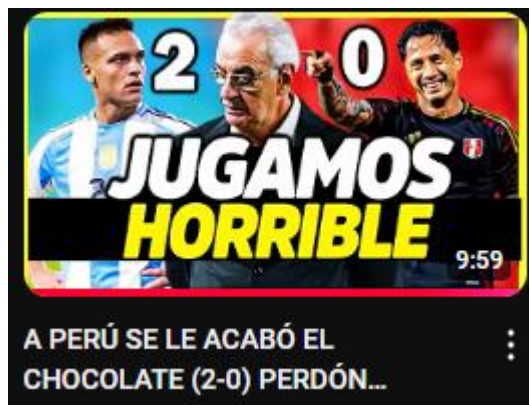 2 0
JUGAMOS
HORRIBLE
9:59
A PERÚ SE LE ACABÓ EL
CHOCOLATE (2-0) PERDÓN...